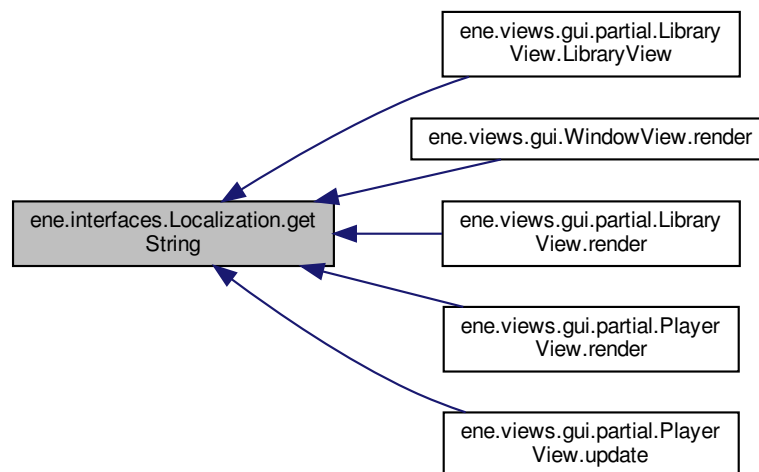 ene.views.gui.partial.Library
View.LibraryView
ene.views.gui.WindowView.render
ene.interfaces.Localization.get
String
ene.views.gui.partial.Library
View.render
ene.views.gui.partial.Player
View.render
ene.views.gui.partial.Player
View.update